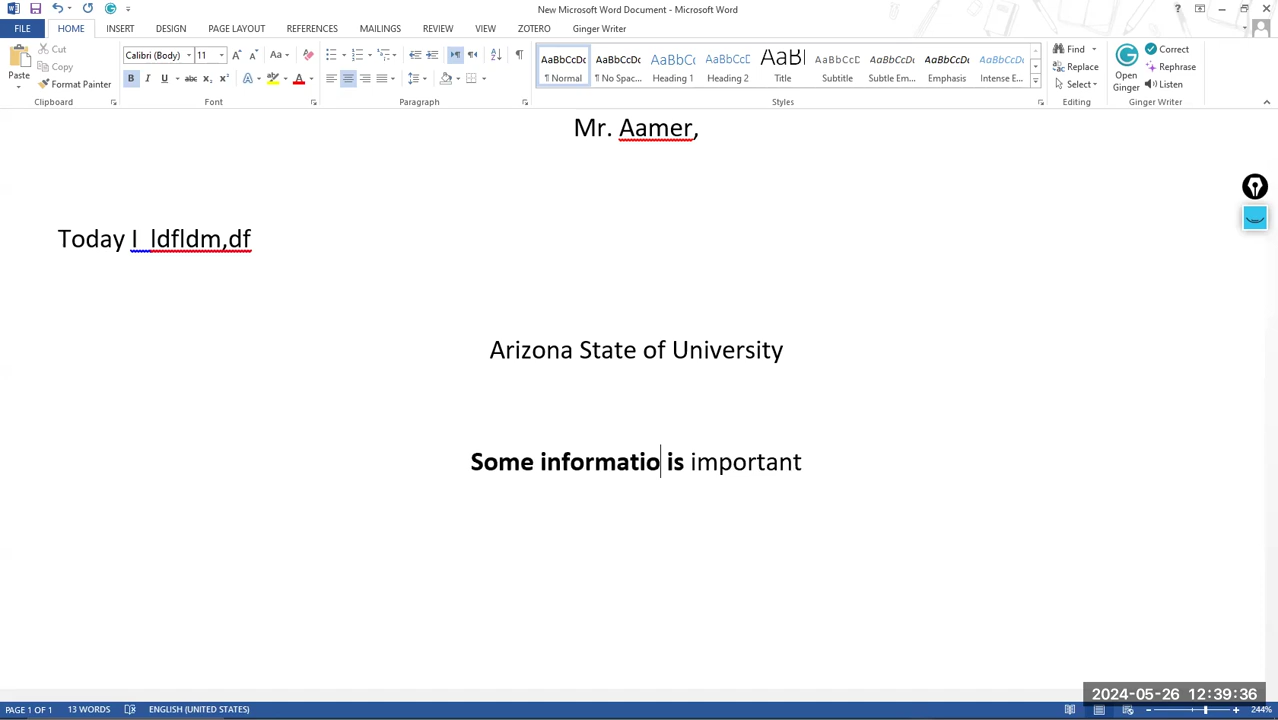 New Microsoft Word Document - Microsoft Word
FILE HOME INSERT DESIGN PAGE LAYOUT REFERENCES MAILINGS REVIEW VIEW ZOTERO Ginger Writer
Paste
Cut
Copy
Format Painter
Calibri (Body) 11
AaBbCcDc AaBbCcDc AaBbCc AaBbCcE AaBl AaBbCcD AaBbCcDc AaBbCcDc AaBbCcDc
¶ Normal ¶ No Spac... Heading 1 Heading 2 Title Subtitle Subtle Em... Emphasis Intense E...
Find
Replace
Select
Open Ginger
Correct
Rephrase
Listen
Clipboard Font Paragraph Styles Editing Ginger Writer
Mr. Aamer,
Today I ldfldm,df
Arizona State of University
Some informatio is important
2024-05-26 12:39:36
PAGE 1 OF 1 13 WORDS ENGLISH (UNITED STATES) 244%